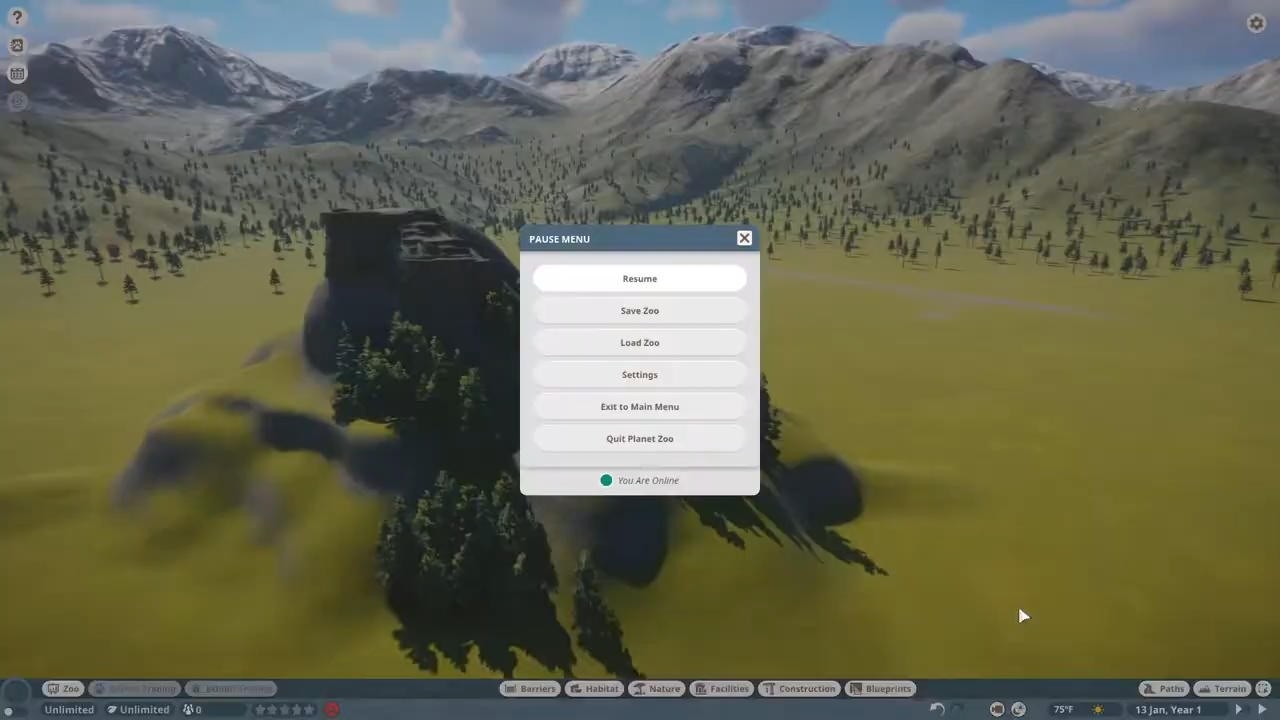 ?
PAUSE MENU
Resume
Save Zoo
Load Zoo
Settings
Exit to Main Menu
Quit Planet Zoo
You Are Online
Zoo
Barriers
Habitat
Nature
Facilities
Construction
Blueprints
Paths
Terrain
Unlimited
Unlimited
0
75°F
13 Jan, Year 1